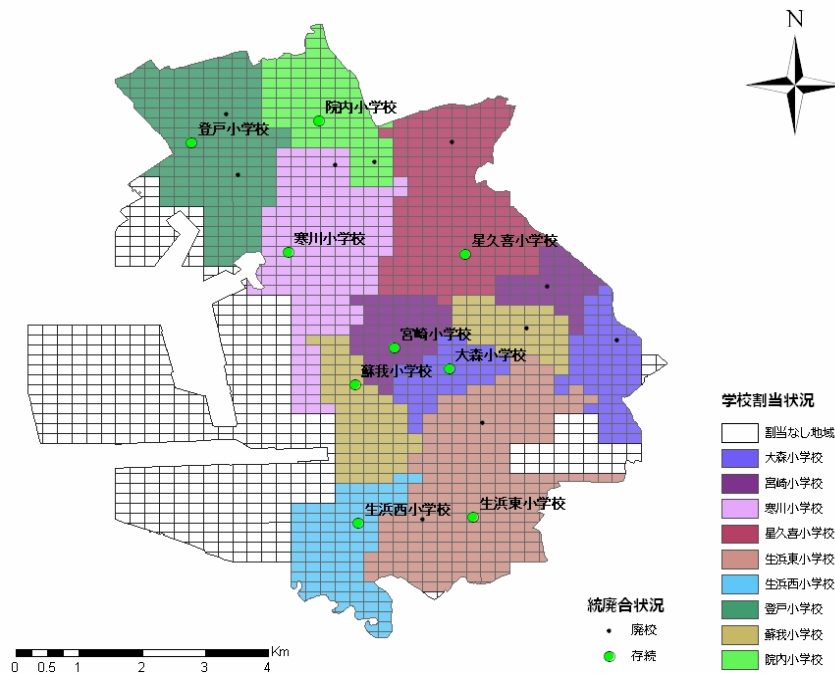 N
院内小学校
登戸小学校
寒川小学校
星久喜小学校
宮崎小学校
大森小学校
蘇我小学校
生浜西小学校
生浜東小学校
学校割当状況
割当なし地域
大森小学校
宮崎小学校
寒川小学校
星久喜小学校
生浜東小学校
生浜西小学校
登戸小学校
蘇我小学校
院内小学校
統廃合状況
廃校
存続
Km
0 0.5 1 2 3 4